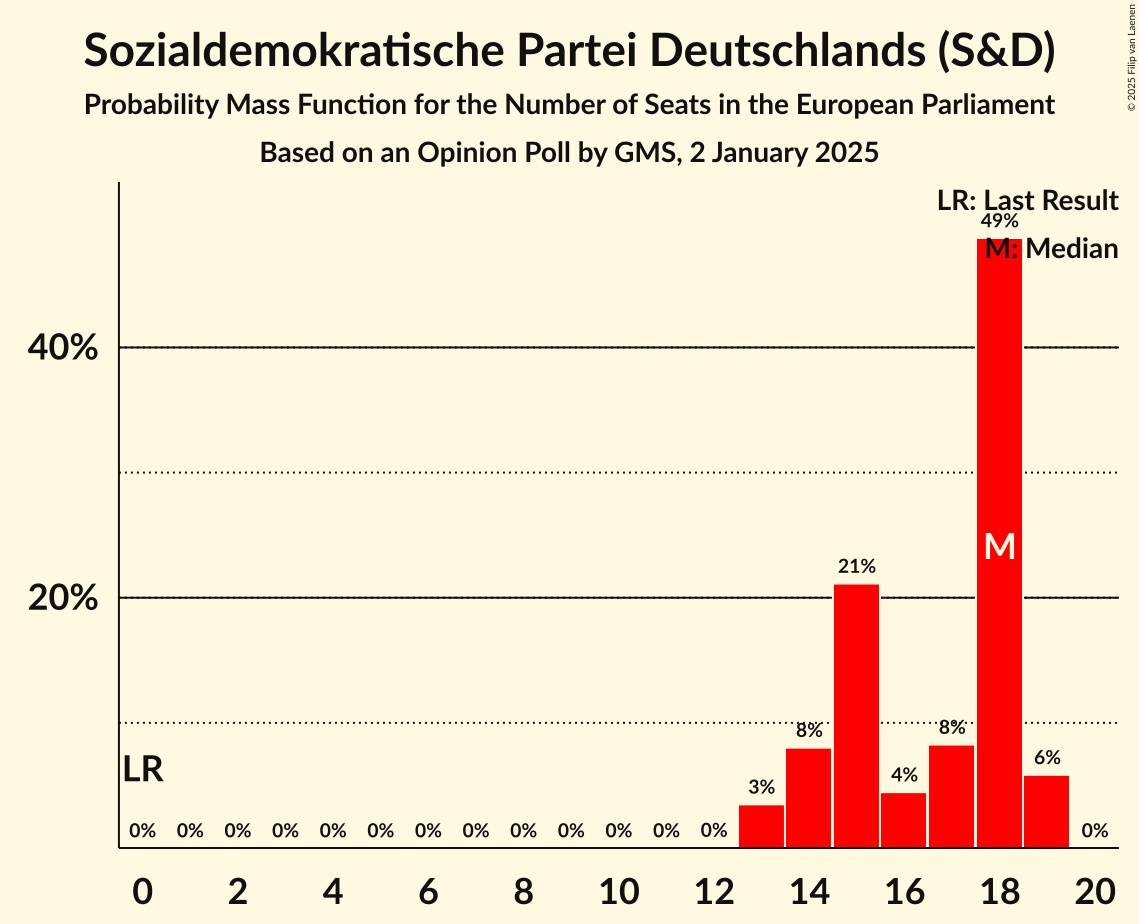 Sozialdemokratische Partei Deutschlands (S&D)
Probability Mass Function for the Number of Seats in the European Parliament
Based on an Opinion Poll by GMS, 2 January 2025
© 2025 Filip van Laenen
LR: Last Result
49%
M: Median
40%
M
21%
20%
8%
8%
6%
4%
3%
LR
0% 0% 0% 0% 0% 0% 0% 0% 0% 0% 0% 0% 0% 0%
0 2 4 6 8 10 12 14 16 18 20